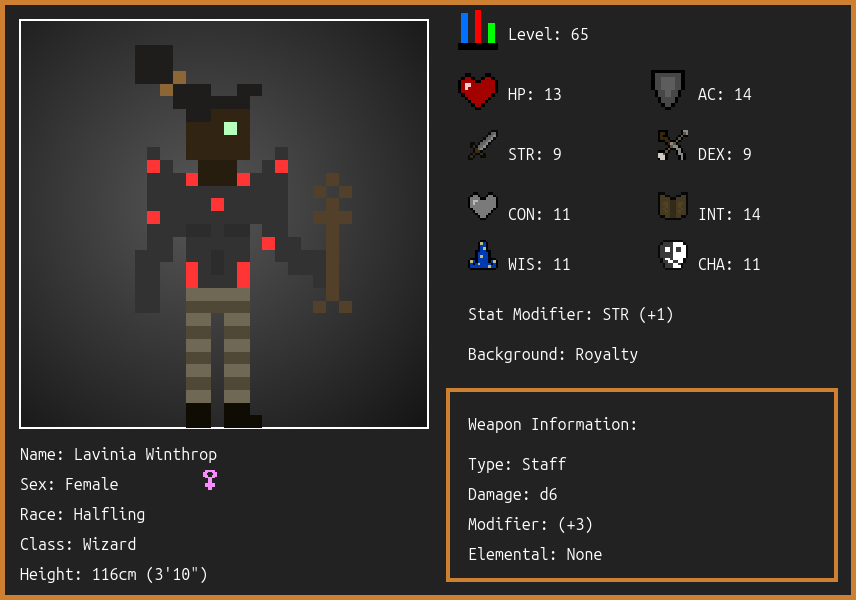 Level: 65
HP: 13
AC: 14
STR: 9
DEX: 9
CON: 11
INT: 14
WIS: 11
CHA: 11
Stat Modifier: STR (+1)
Background: Royalty
Weapon Information:
Type: Staff
Damage: d6
Modifier: (+3)
Elemental: None
Name: Lavinia Winthrop
Sex: Female
Race: Halfling
Class: Wizard
Height: 116cm (3'10")